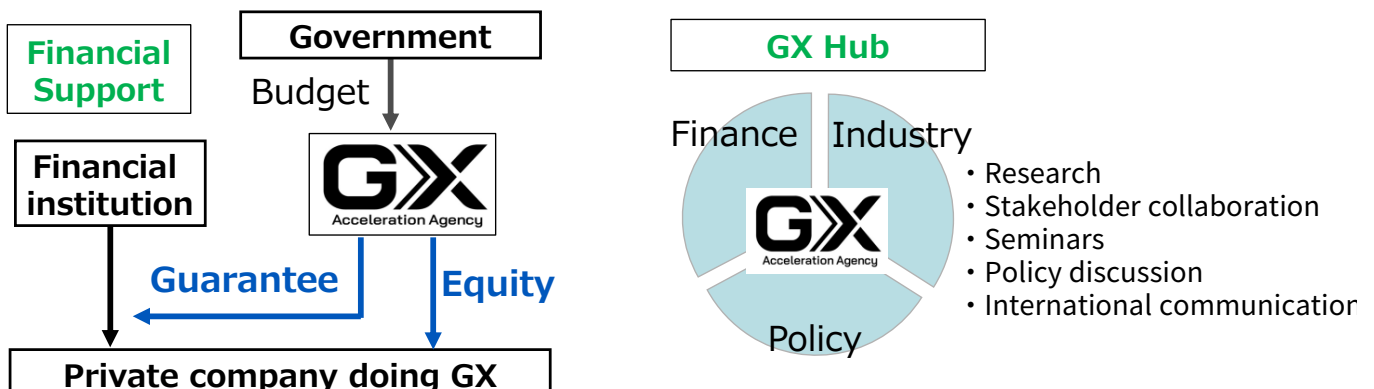 Financial
Support
Government
Budget
GX
Acceleration Agency
Financial
institution
Guarantee
Equity
Private company doing GX
GX Hub
Finance
Industry
GX
Acceleration Agency
Policy
・Research
・Stakeholder collaboration
・Seminars
・Policy discussion
・International communication